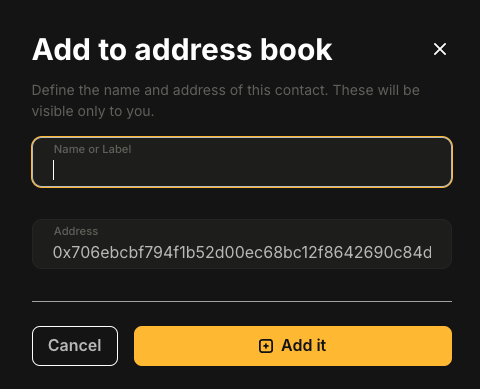 Add to address book
Define the name and address of this contact. These will be
visible only to you.
Name or Label
Address
0x706ebcbf794f1b52d00ec68bc12f8642690c84d
Cancel
Add it